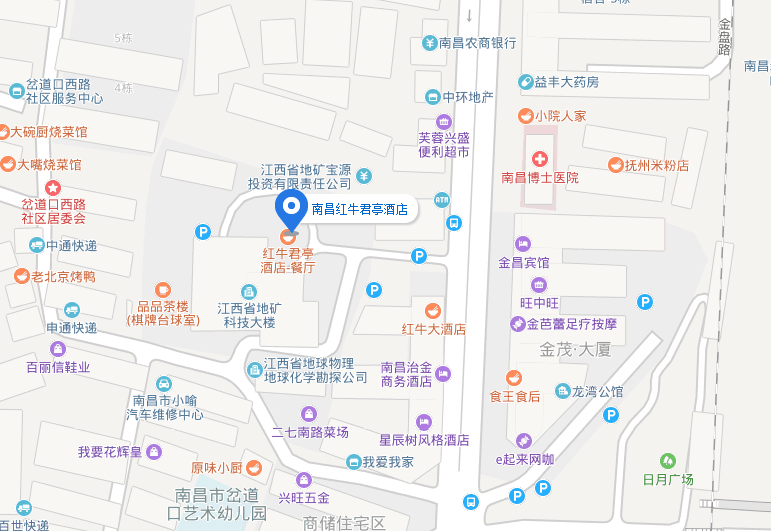 宿舍-5栋
↓
金盘路
5栋
4栋
南昌农商银行
岔道口西路
社区服务中心
中环地产
益丰大药房
小院人家
大碗厨烧菜馆
芙蓉兴盛
便利超市
大嘴烧菜馆
江西省地矿宝源
投资有限责任公司
南昌博士医院
抚州米粉店
岔道口西路
社区居委会
ATM
南昌红牛君亭酒店
中通快递
红牛君亭
酒店-餐厅
金昌宾馆
老北京烤鸭
品品茶楼
(棋牌台球室)
江西省地矿
科技大楼
旺中旺
申通快递
红牛大酒店
金芭蕾足疗按摩
金茂·大厦
百丽信鞋业
江西省地球物理
地球化学勘探公司
南昌治金
商务酒店
南昌市小喻
汽车维修中心
食王食后
龙湾公馆
二七南路菜场
星辰树风格酒店
我要花辉皇
我爱我家
e起来网咖
原味小厨
日月广场
兴旺五金
南昌市岔道
口艺术幼儿园
商储住宅区
百世快递